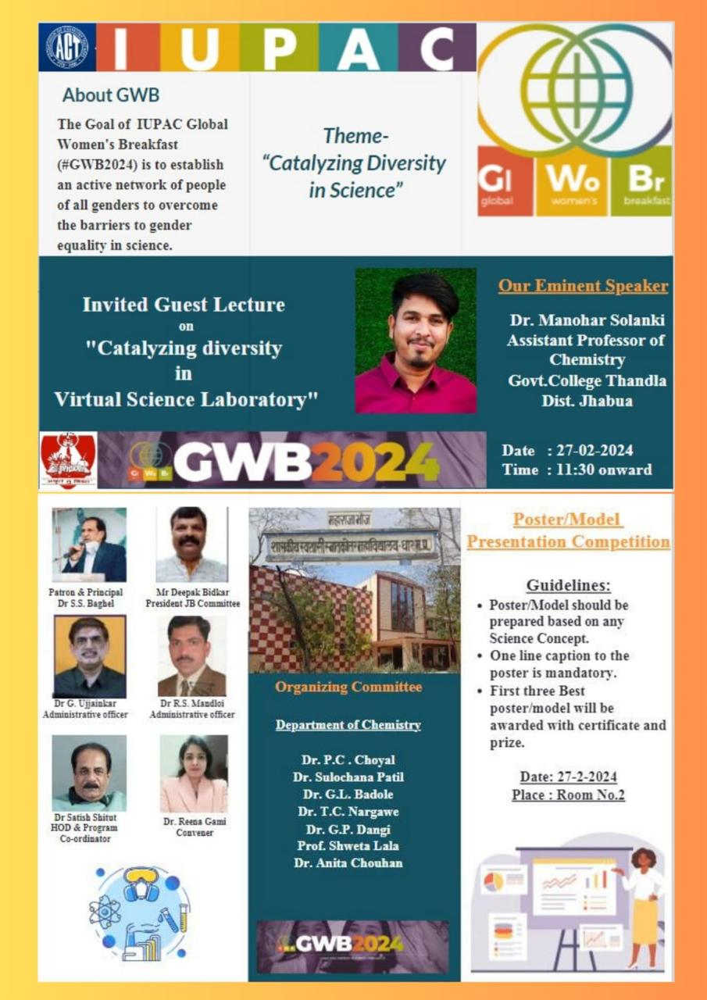 ACT
I U P A C
About GWB
The Goal of IUPAC Global
Women's Breakfast
(#GWB2024) is to establish
an active network of people
of all genders to overcome
the barriers to gender
equality in science.
Theme-
“Catalyzing Diversity
in Science”
Gl Wo Br
global women's breakfast
Invited Guest Lecture
on
"Catalyzing diversity
in
Virtual Science Laboratory"
Our Eminent Speaker
Dr. Manohar Solanki
Assistant Professor of
Chemistry
Govt.College Thandla
Dist. Jhabua
Gl Wo Br
GWB2024
Date : 27-02-2024
Time : 11:30 onward
Patron & Principal
Dr S.S. Baghel
Mr Deepak Bidkar
President JB Committee
Dr G. Ujjainkar
Administrative officer
Dr R.S. Mandloi
Administrative officer
Dr Satish Shitut
HOD & Program
Co-ordinator
Dr. Reena Gami
Convener
महाराजा भोज
शासकीय स्वशासी स्नातकोत्तर महाविद्यालय-धार म.प्र.
Organizing Committee
Department of Chemistry
Dr. P.C . Choyal
Dr. Sulochana Patil
Dr. G.L. Badole
Dr. T.C. Nargawe
Dr. G.P. Dangi
Prof. Shweta Lala
Dr. Anita Chouhan
GWB2024
Poster/Model
Presentation Competition
Guidelines:
• Poster/Model should be
prepared based on any
Science Concept.
• One line caption to the
poster is mandatory.
• First three Best
poster/model will be
awarded with certificate and
prize.
Date: 27-2-2024
Place : Room No.2